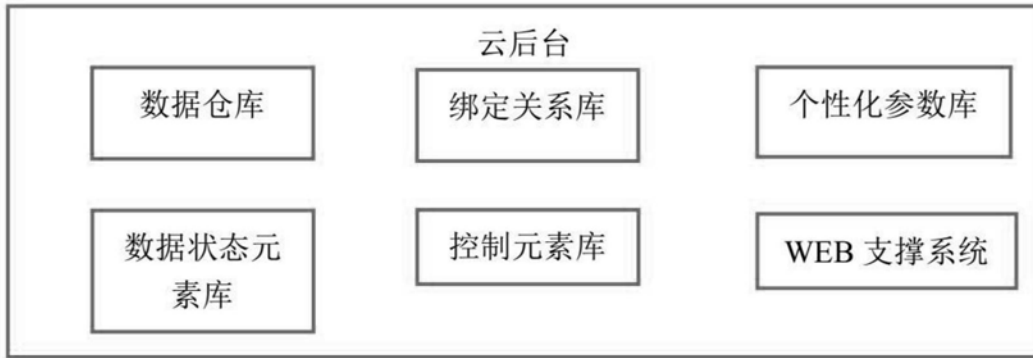 云后台
数据仓库
绑定关系库
个性化参数库
数据状态元
素库
控制元素库
WEB 支撑系统